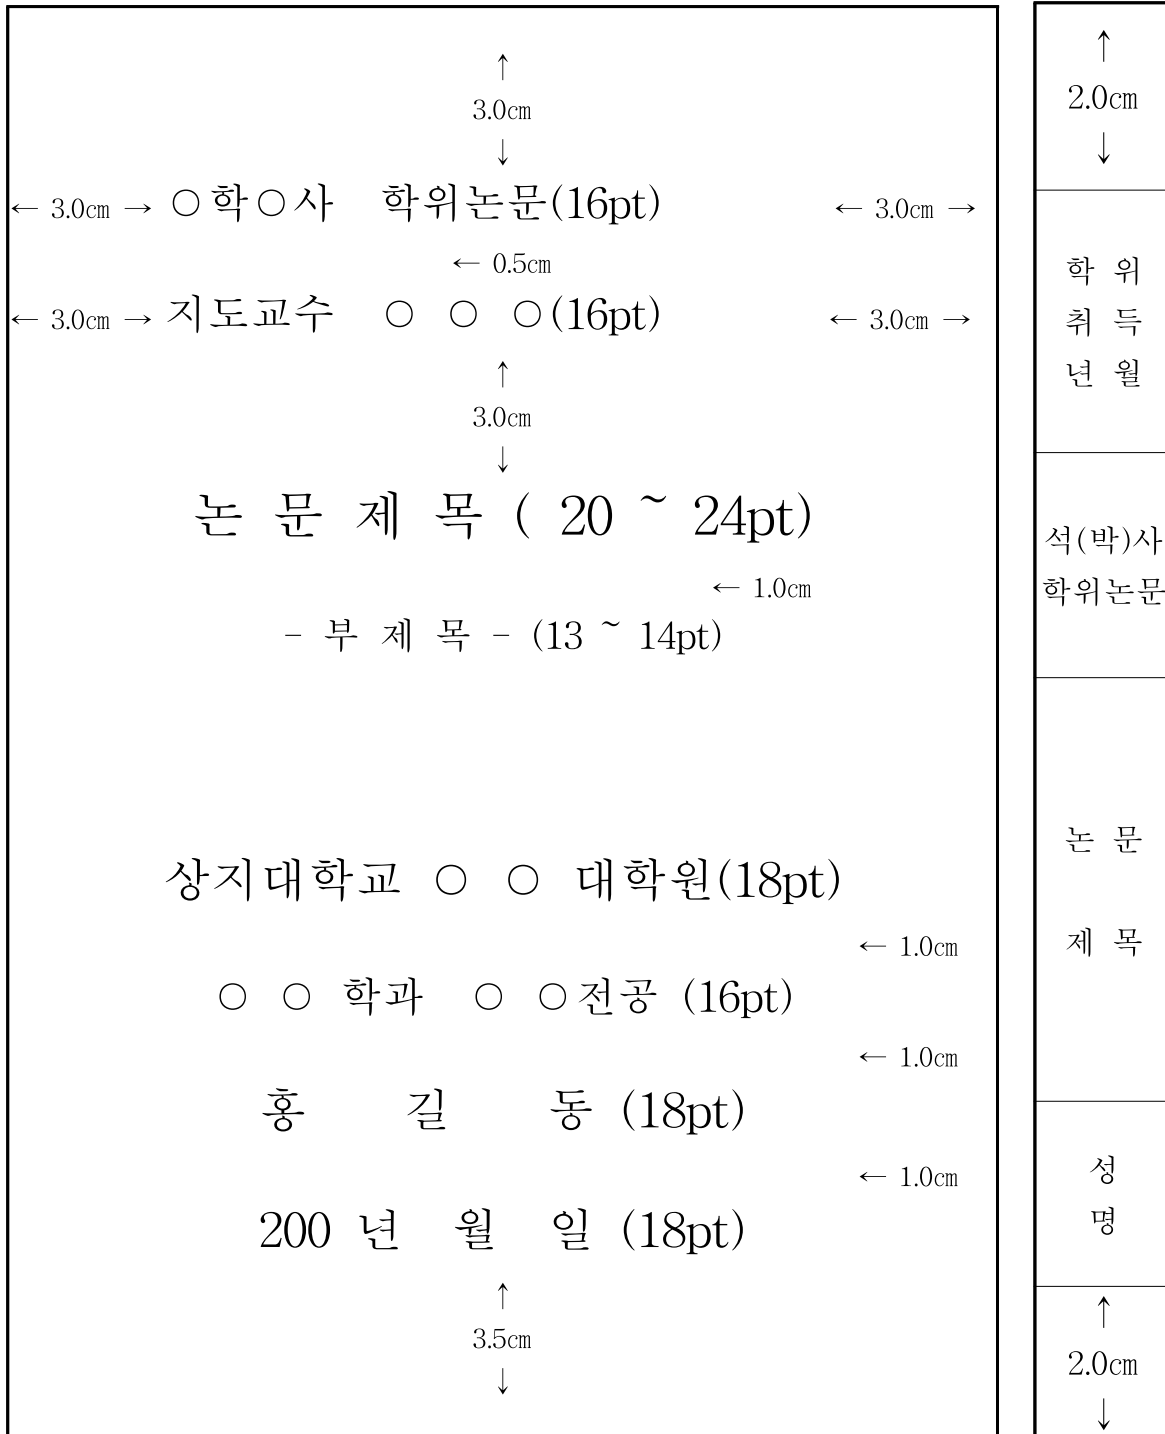 ↑
3.0㎝
↓
← 3.0㎝ → ○학○사 학위논문(16pt) ← 3.0㎝ →
← 0.5㎝
← 3.0㎝ → 지도교수 ○ ○ ○(16pt) ← 3.0㎝ →
↑
3.0㎝
↓
논 문 제 목 ( 20 ~ 24pt)
← 1.0㎝
- 부 제 목 - (13 ~ 14pt)
상지대학교 ○ ○ 대학원(18pt)
← 1.0㎝
○ ○ 학과 ○ ○전공 (16pt)
← 1.0㎝
홍 길 동 (18pt)
← 1.0㎝
200 년 월 일 (18pt)
↑
3.5㎝
↓
↑
2.0㎝
↓
학 위
취 득
년 월
석(박)사
학위논문
논 문
제 목
성
명
↑
2.0㎝
↓